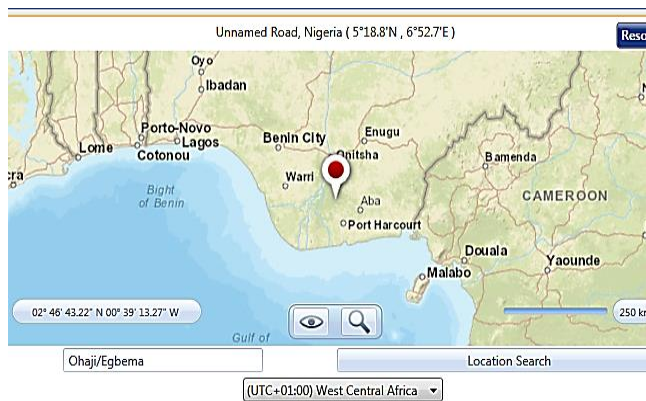 Unnamed Road, Nigeria ( 5°18.8'N , 6°52.7'E )
Reso
Oyo
Ibadan
Porto-Novo
Lagos
Lome
Cotonou
Benin City
Enugu
Onitsha
Warri
Aba
Port Harcourt
Bamenda
CAMEROON
Bight
of Benin
Douala
Yaounde
Malabo
cra
02° 46' 43.22" N 00° 39' 13.27" W
250 km
Gulf of
Ohaji/Egbema
Location Search
(UTC+01:00) West Central Africa